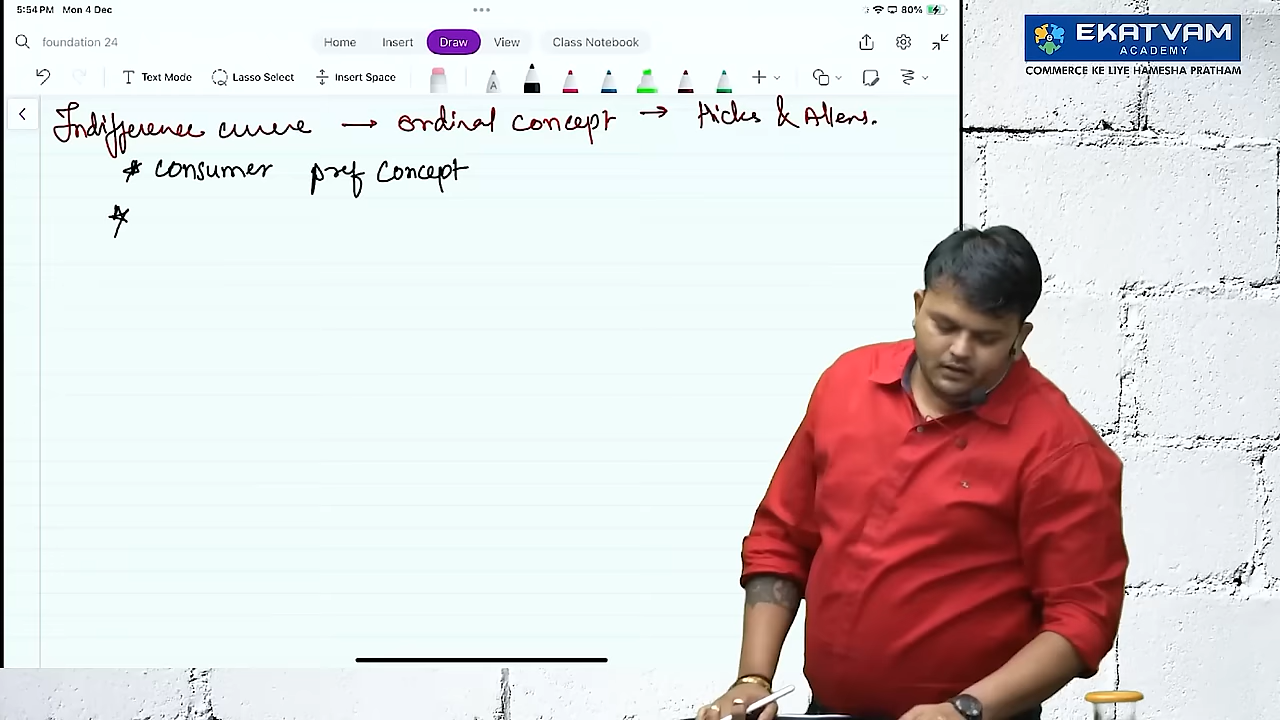 5:54 PM Mon 4 Dec
80%
foundation 24
Home Insert Draw View Class Notebook
Text Mode Lasso Select Insert Space
Indifference curve → ordinal concept → Hicks & Allens.
* consumer pref concept
*
EKATVAM
ACADEMY
COMMERCE KE LIYE HAMESHA PRATHAM